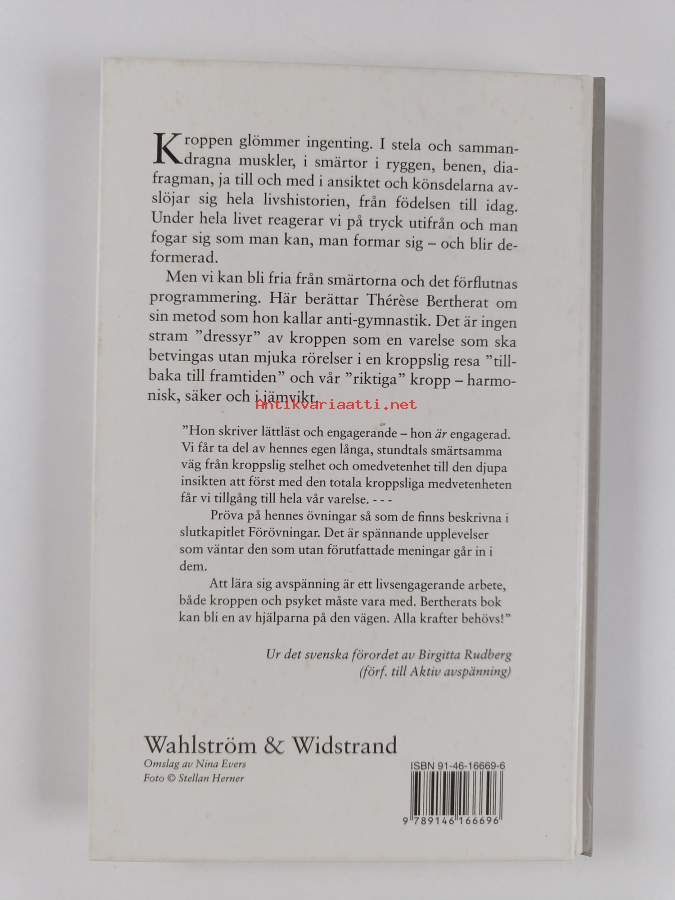 Kroppen glömmer ingenting. I stela och samman-
dragna muskler, i smärtor i ryggen, benen, dia-
fragman, ja till och med i ansiktet och könsdelarna av-
slöjar sig hela livshistorien, från födelsen till idag.
Under hela livet reagerar vi på tryck utifrån och man
fogar sig som man kan, man formar sig – och blir de-
formerad.
Men vi kan bli fria från smärtorna och det förflutnas
programmering. Här berättar Thérèse Bertherat om
sin metod som hon kallar anti-gymnastik. Det är ingen
stram ”dressyr” av kroppen som en varelse som ska
betvingas utan mjuka rörelser i en kroppslig resa ”till-
baka till framtiden” och vår ”riktiga” kropp – harmo-
nisk, säker och i jämvikt.
Antikvariaatti.net
”Hon skriver lättläst och engagerande – hon är engagerad.
Vi får ta del av hennes egen långa, stundtals smärtsamma
väg från kroppslig stelhet och omedvetenhet till den djupa
insikten att först med den totala kroppsliga medvetenheten
får vi tillgång till hela vår varelse. - - -
Pröva på hennes övningar så som de finns beskrivna i
slutkapitlet Förövningar. Det är spännande upplevelser
som väntar den som utan förutfattade meningar går in i
dem.
Att lära sig avspänning är ett livsengagerande arbete,
både kroppen och psyket måste vara med. Bertherats bok
kan bli en av hjälparna på den vägen. Alla krafter behövs!”
Ur det svenska förordet av Birgitta Rudberg
(förf. till Aktiv avspänning)
Wahlström & Widstrand
Omslag av Nina Evers
Foto © Stellan Herner
ISBN 91-46-16669-6
9 789146 166696